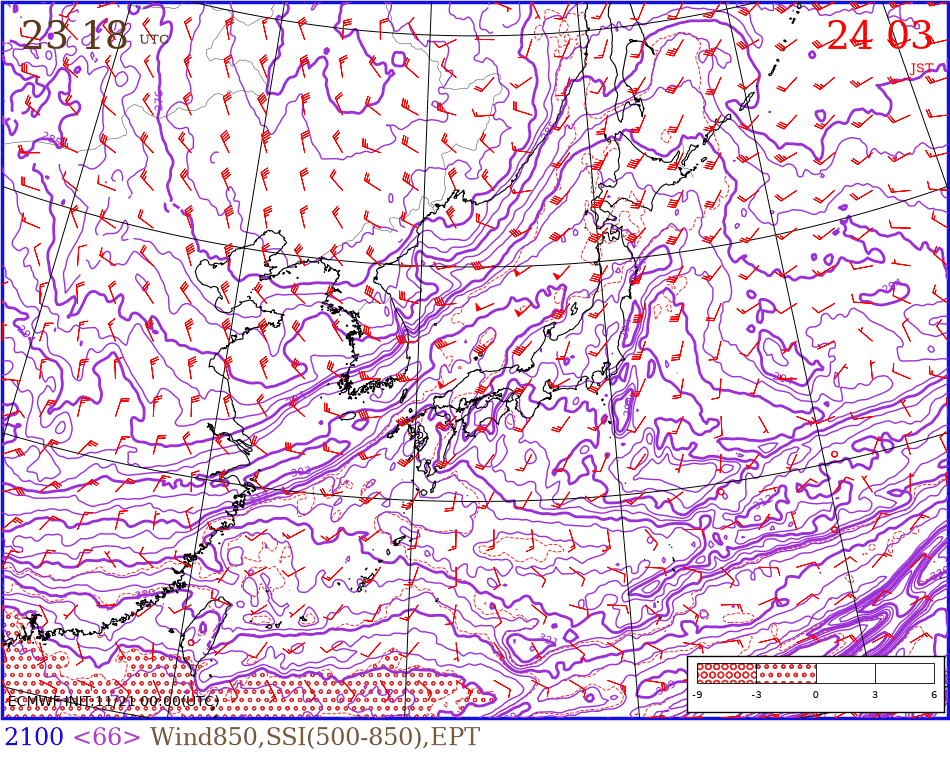 23 18 UTC
24 03
JST
ECMWF INIT:11/21 00:00(UTC)
-9 -3 0 3 6
2100 <66> Wind850,SSI(500-850),EPT